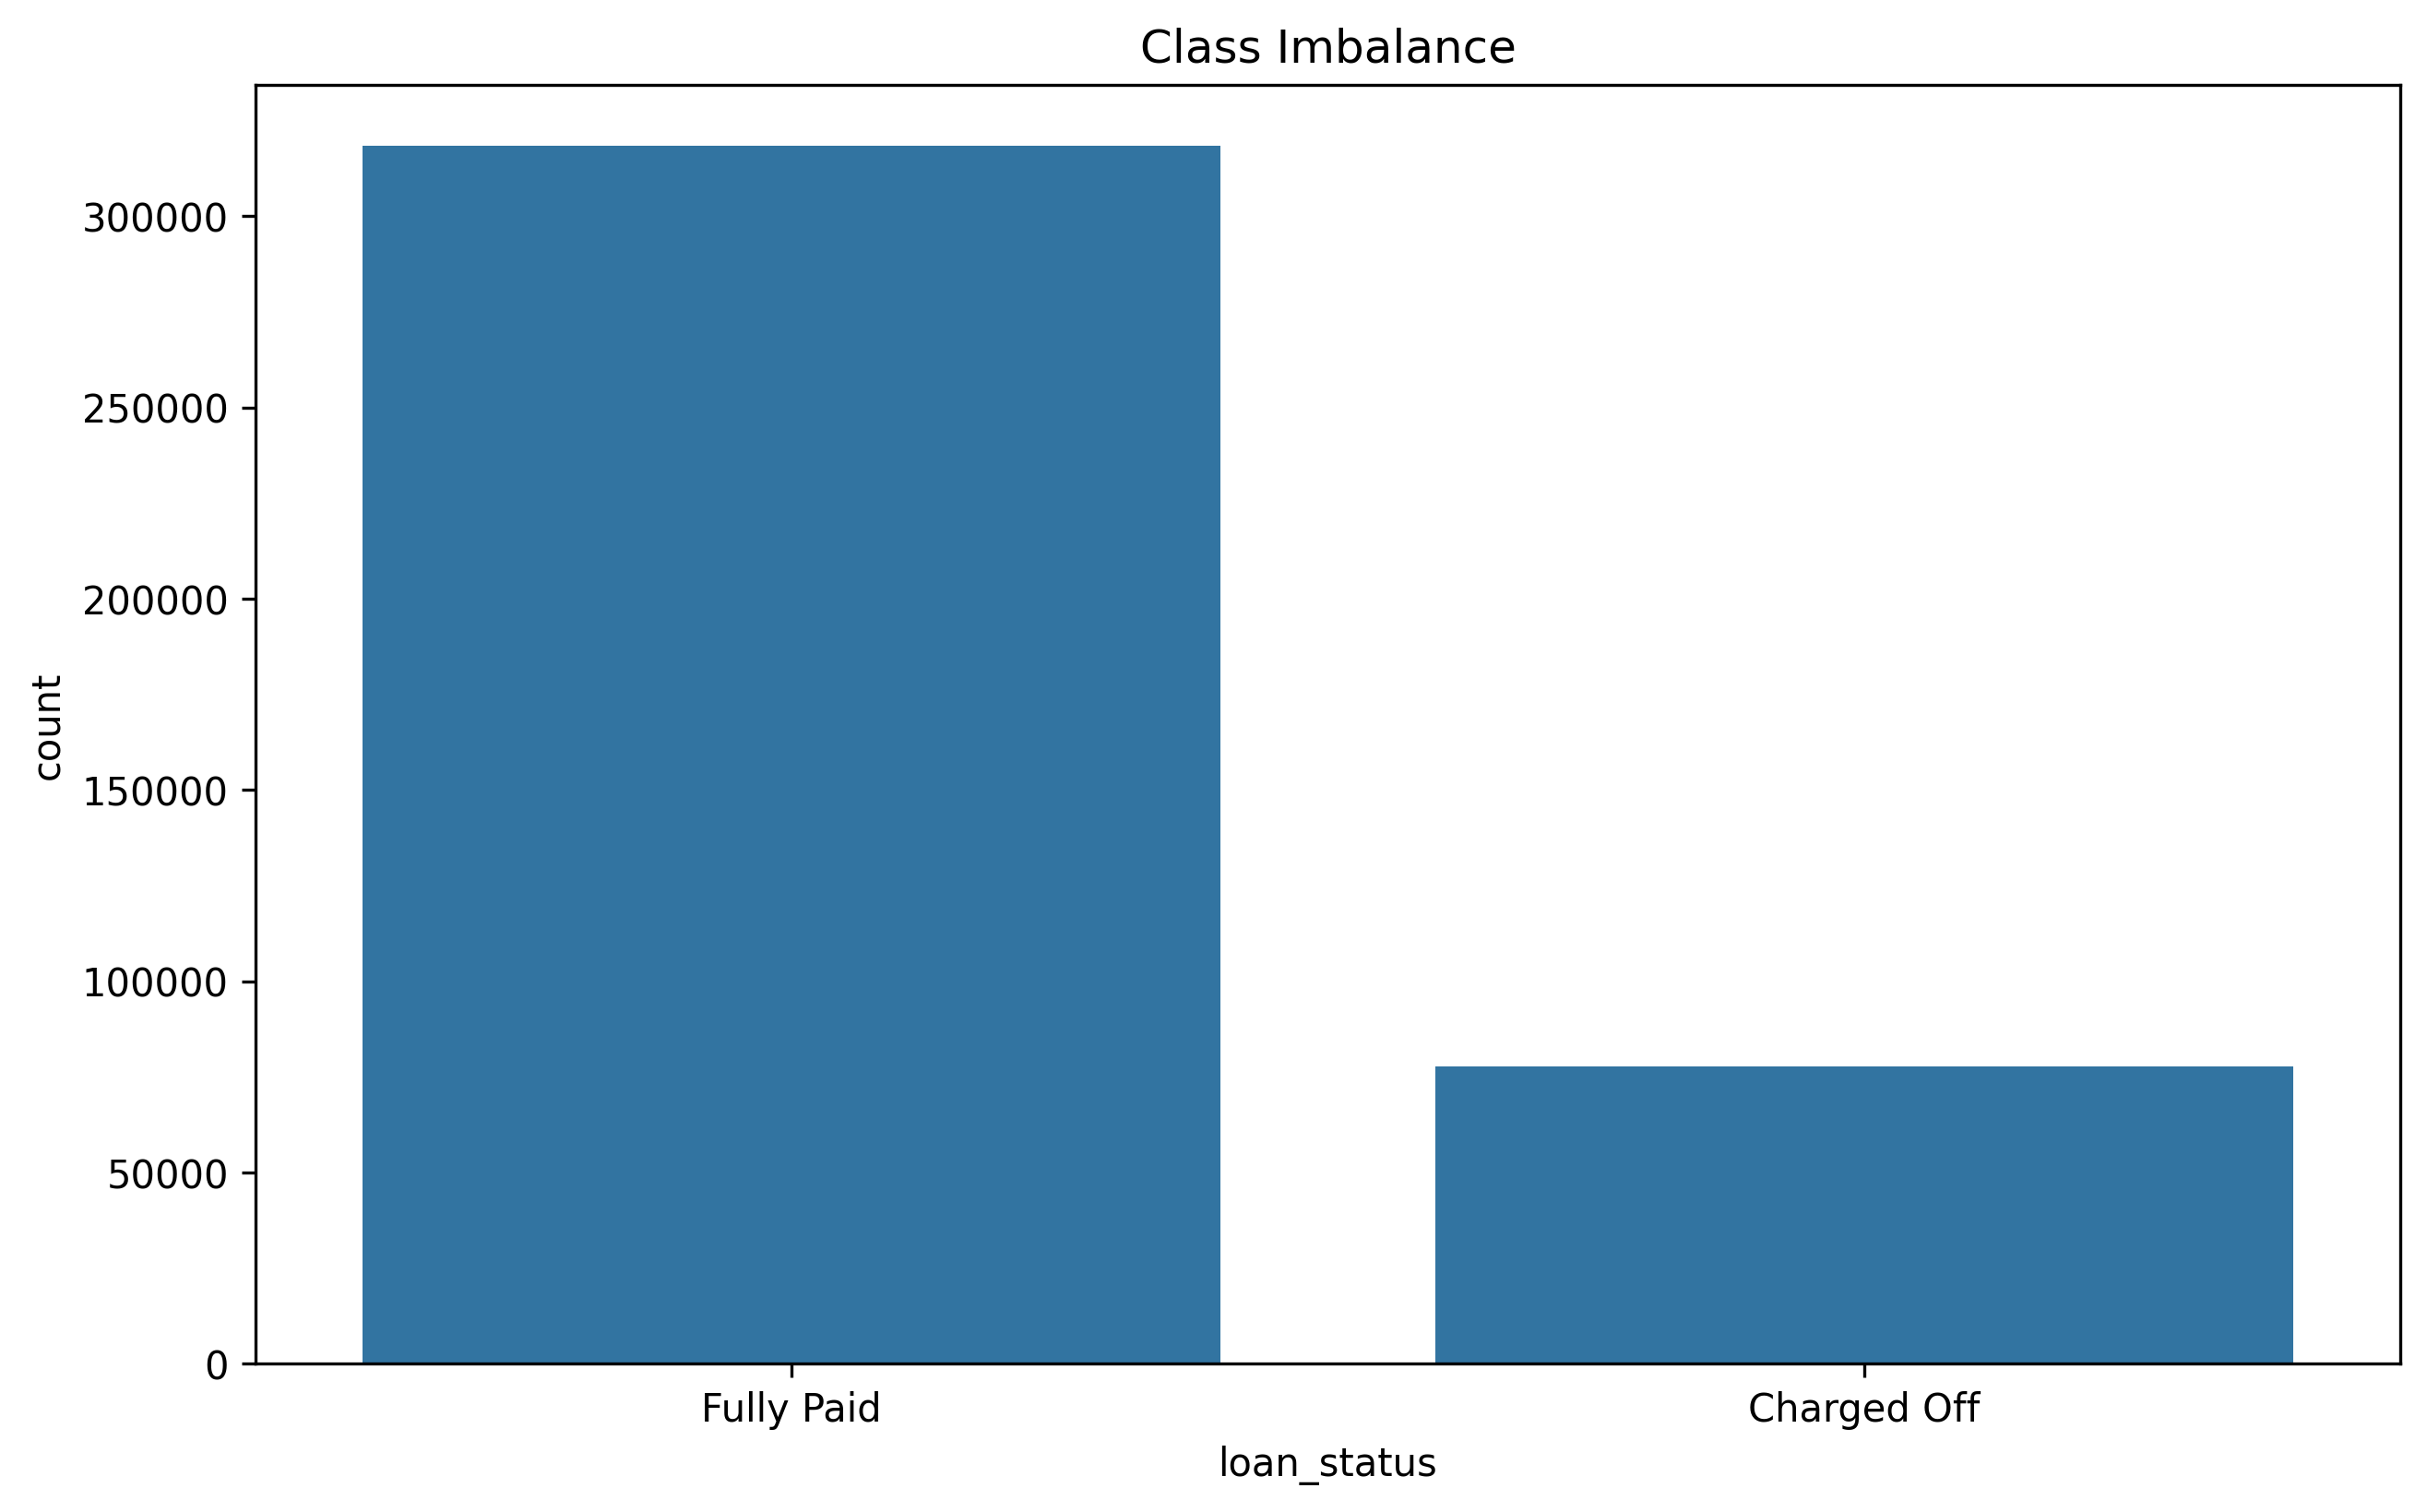 Class Imbalance
300000
250000
200000
150000
100000
50000
0
count
Fully Paid
Charged Off
loan_status